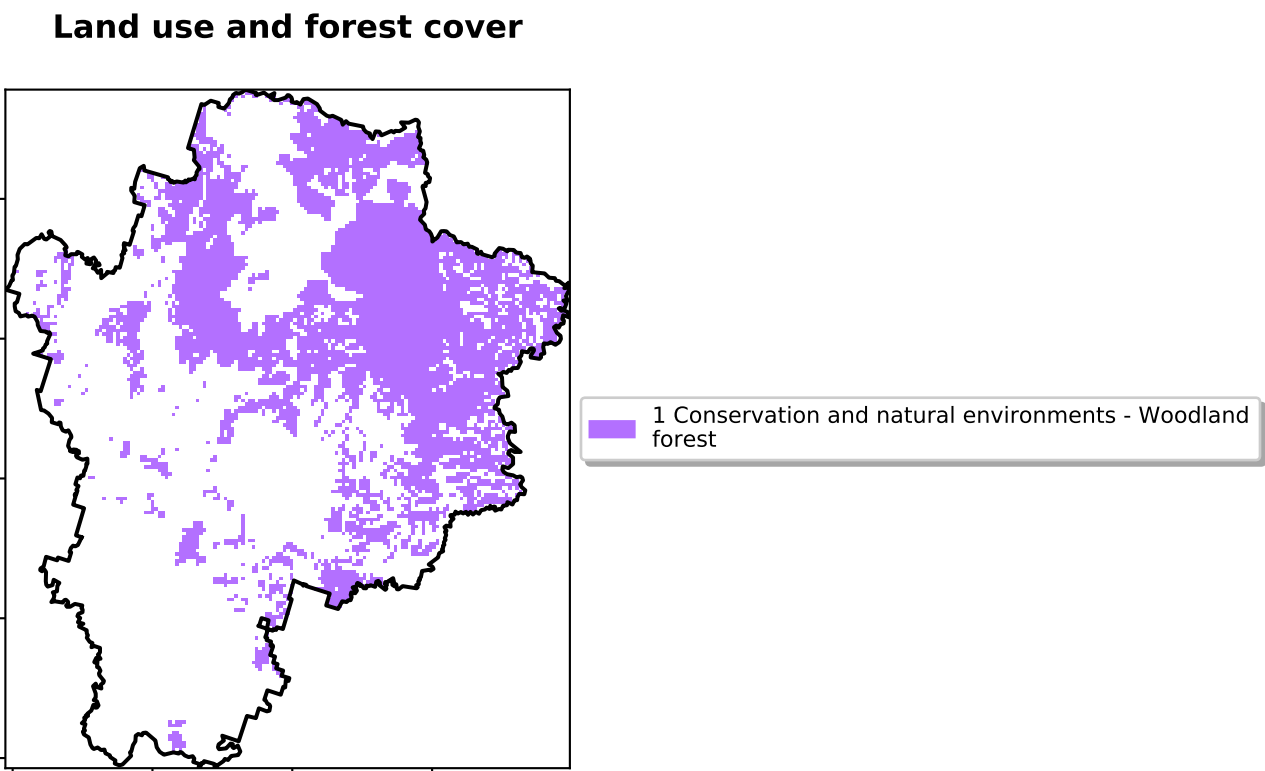 Land use and forest cover
1 Conservation and natural environments - Woodland
forest